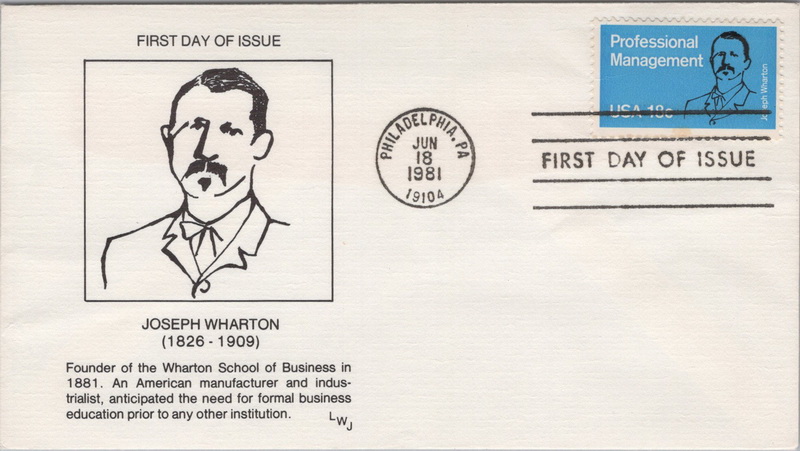 FIRST DAY OF ISSUE
JOSEPH WHARTON
(1826 - 1909)
Founder of the Wharton School of Business in
1881. An American manufacturer and indus-
trialist, anticipated the need for formal business
education prior to any other institution.
LWJ
PHILADELPHIA, PA
JUN
18
1981
19104
Professional
Management
USA 18c
Joseph Wharton
FIRST DAY OF ISSUE